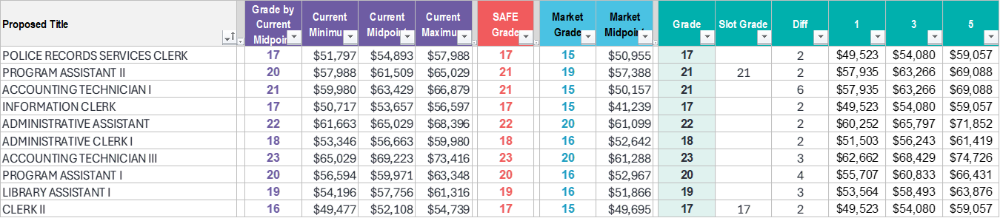 Proposed Title Grade by Current Midpoin Current Minimu Current Midpoin Current Maximu SAFE Grade Market Grade Market Midpoin Grade Slot Grade Diff 1 3 5
POLICE RECORDS SERVICES CLERK 17 $51,797 $54,893 $57,988 17 15 $50,955 17 2 $49,523 $54,080 $59,057
PROGRAM ASSISTANT II 20 $57,988 $61,509 $65,029 21 19 $57,388 21 21 2 $57,935 $63,266 $69,088
ACCOUNTING TECHNICIAN I 21 $59,980 $63,429 $66,879 21 15 $50,157 21 6 $57,935 $63,266 $69,088
INFORMATION CLERK 17 $50,717 $53,657 $56,597 17 15 $41,239 17 2 $49,523 $54,080 $59,057
ADMINISTRATIVE ASSISTANT 22 $61,663 $65,029 $68,396 22 20 $61,099 22 2 $60,252 $65,797 $71,852
ADMINISTRATIVE CLERK I 18 $53,346 $56,663 $59,980 18 16 $52,642 18 2 $51,503 $56,243 $61,419
ACCOUNTING TECHNICIAN III 23 $65,029 $69,223 $73,416 23 20 $61,288 23 3 $62,662 $68,429 $74,726
PROGRAM ASSISTANT I 20 $56,594 $59,971 $63,348 20 16 $52,967 20 4 $55,707 $60,833 $66,431
LIBRARY ASSISTANT I 19 $54,196 $57,756 $61,316 19 16 $51,866 19 3 $53,564 $58,493 $63,876
CLERK II 16 $49,477 $52,108 $54,739 17 15 $49,695 17 17 2 $49,523 $54,080 $59,057